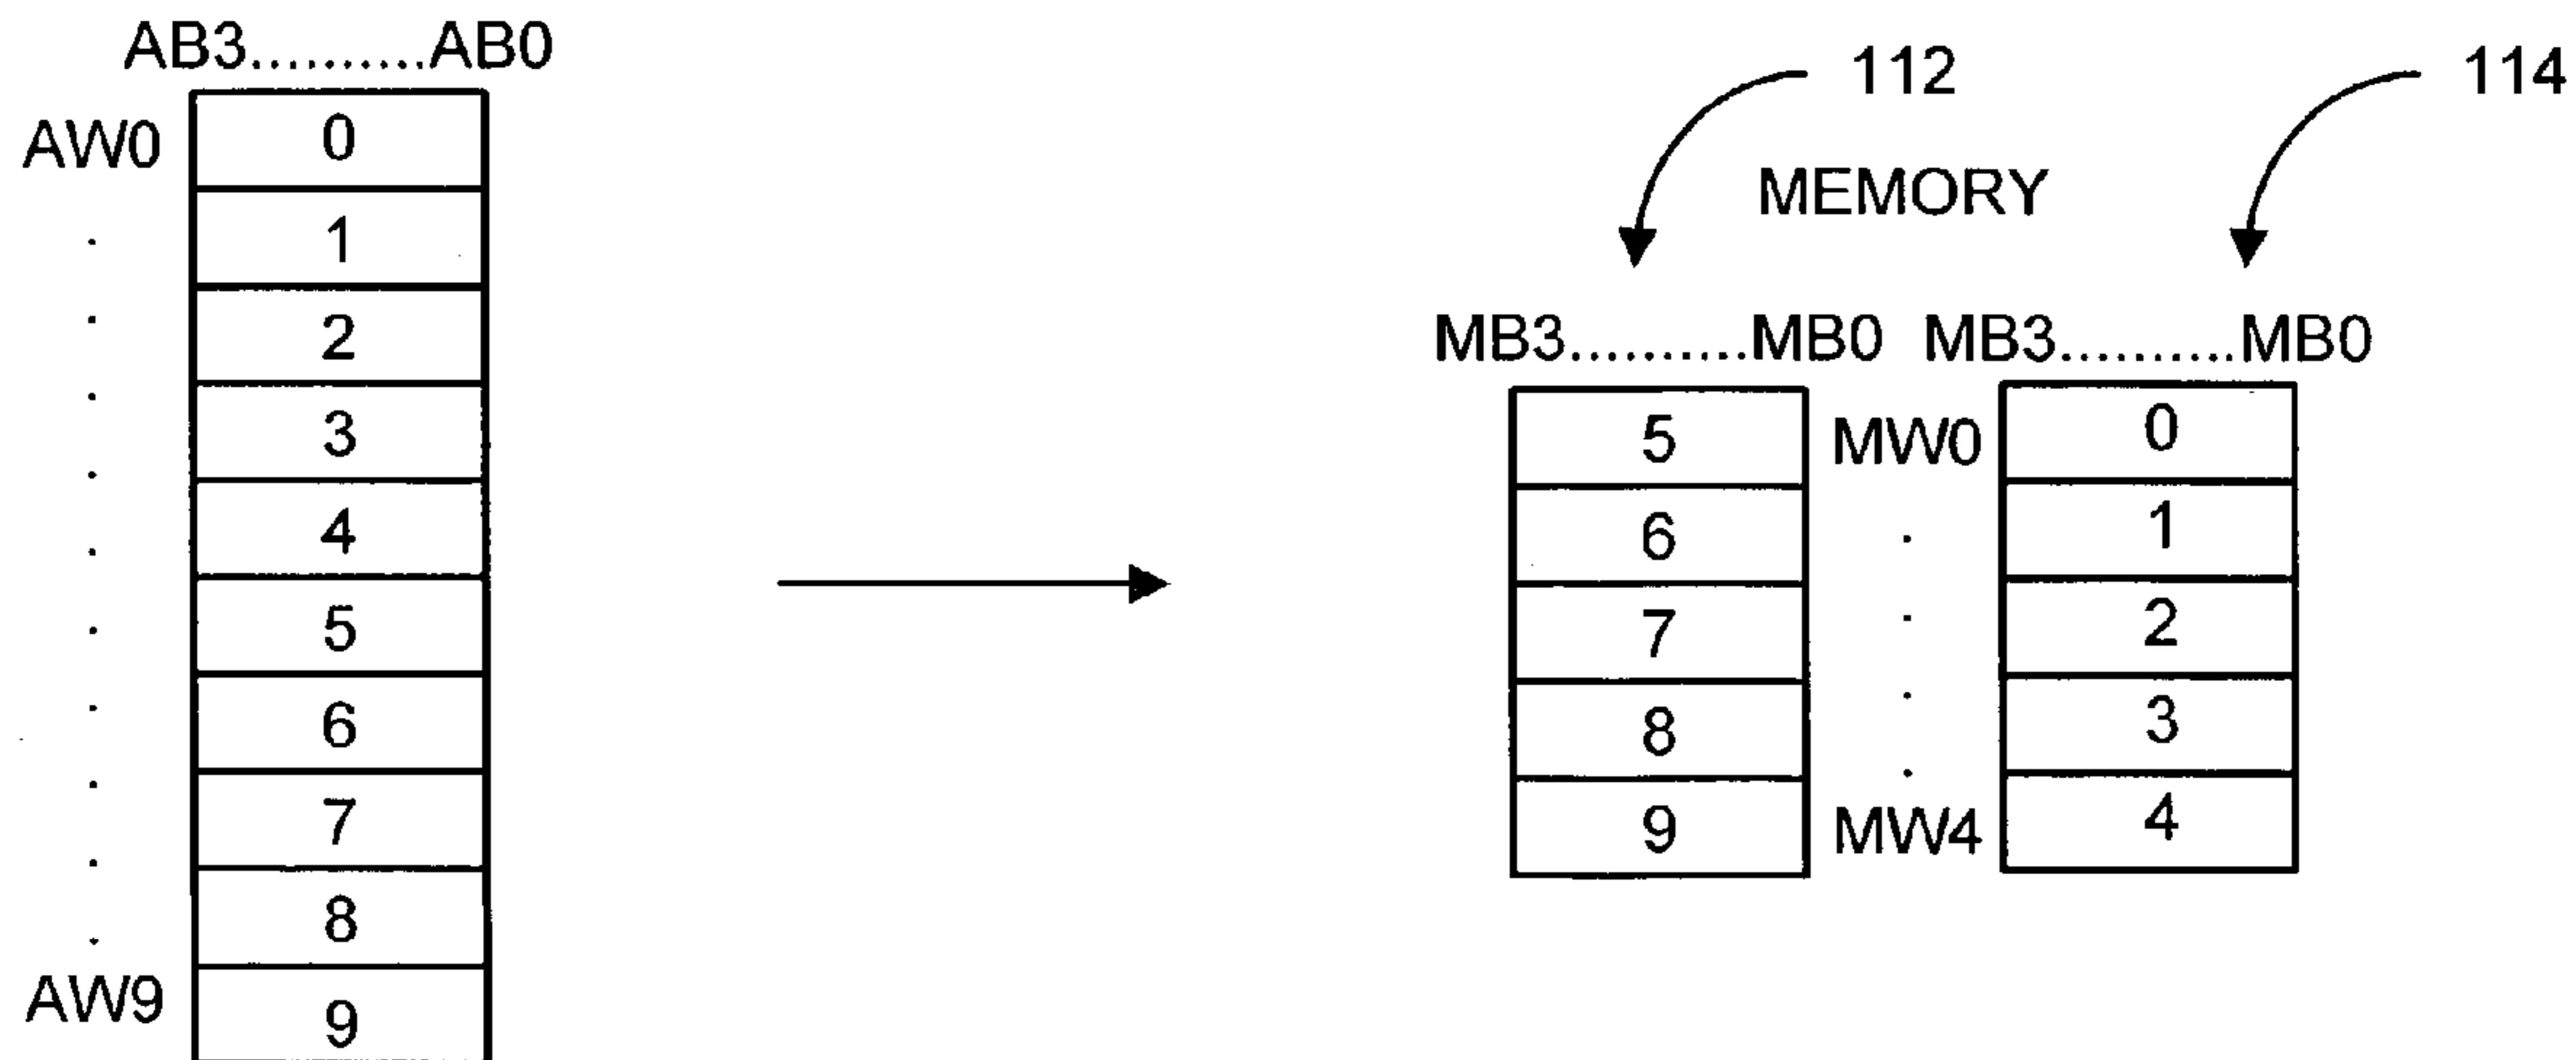 AB3..........AB0
AW0
0
1
2
3
4
5
6
7
8
AW9
9
112
114
MEMORY
MB3..........MB0 MB3..........MB0
5 MW0 0
6 1
7 2
8 3
9 MW4 4